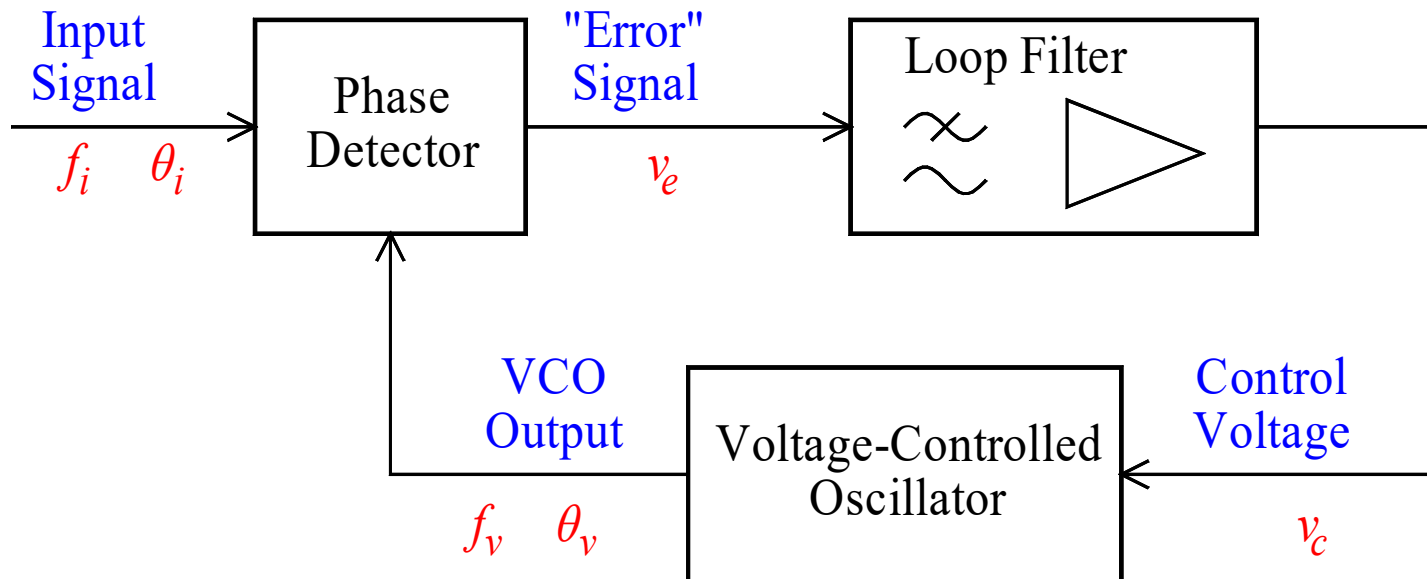 Input
Signal
f_i θ_i
Phase
Detector
"Error"
Signal
v_e
Loop Filter
VCO
Output
f_v θ_v
Voltage-Controlled
Oscillator
Control
Voltage
v_c